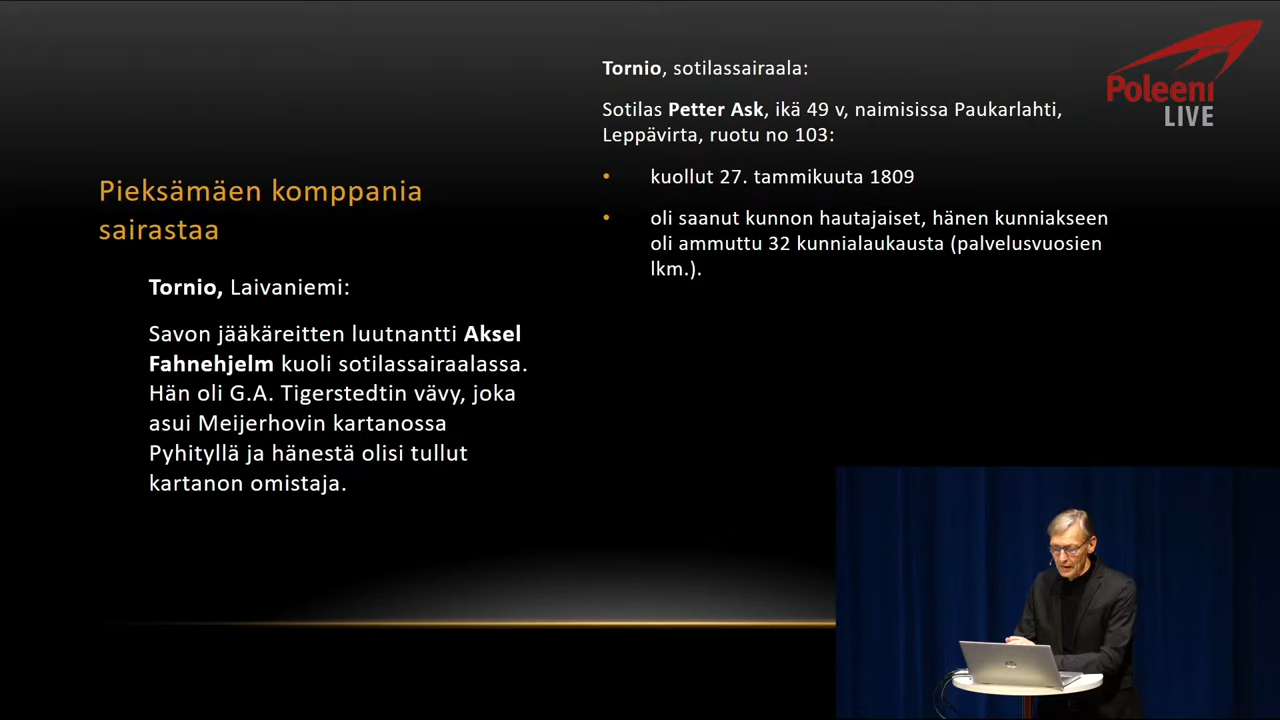 Pieksämäen komppania
sairastaa
Tornio, Laivaniemi:
Savon jääkäreitten luutnantti Aksel
Fahnehjelm kuoli sotilassairaalassa.
Hän oli G.A. Tigerstedtin vävy, joka
asui Meijerhovin kartanossa
Pyhityllä ja hänestä olisi tullut
kartanon omistaja.
Tornio, sotilassairaala:
Sotilas Petter Ask, ikä 49 v, naimisissa Paukarlahti,
Leppävirta, ruotu no 103:
• kuollut 27. tammikuuta 1809
• oli saanut kunnon hautajaiset, hänen kunniakseen
oli ammuttu 32 kunnialaukausta (palvelusvuosien
lkm.).
Poleeni
LIVE